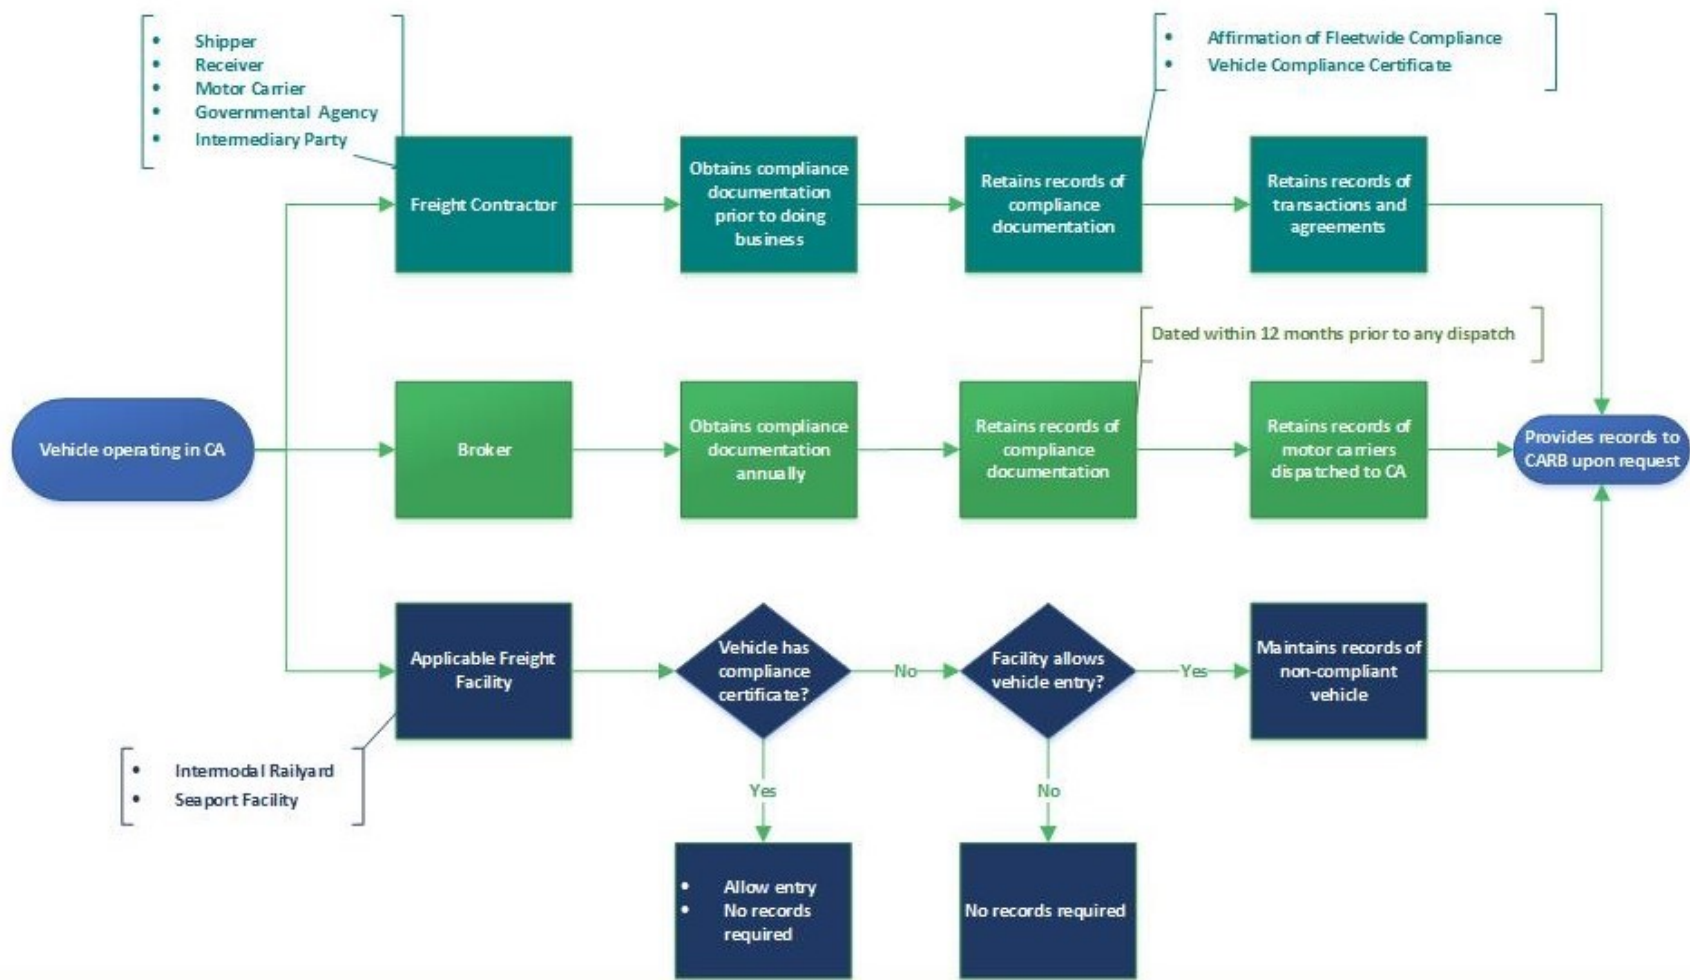 • Shipper
• Receiver
• Motor Carrier
• Governmental Agency
• Intermediary Party
• Affirmation of Fleetwide Compliance
• Vehicle Compliance Certificate
Freight Contractor
Obtains compliance
documentation
prior to doing
business
Retains records of
compliance
documentation
Retains records of
transactions and
agreements
Dated within 12 months prior to any dispatch
Vehicle operating in CA
Broker
Obtains compliance
documentation
annually
Retains records of
compliance
documentation
Retains records of
motor carriers
dispatched to CA
Provides records to
CARB upon request
Applicable Freight
Facility
Vehicle has
compliance
certificate?
No
Facility allows
vehicle entry?
Yes
Maintains records of
non-compliant
vehicle
• Intermodal Railyard
• Seaport Facility
Yes
No
• Allow entry
• No records
required
No records required